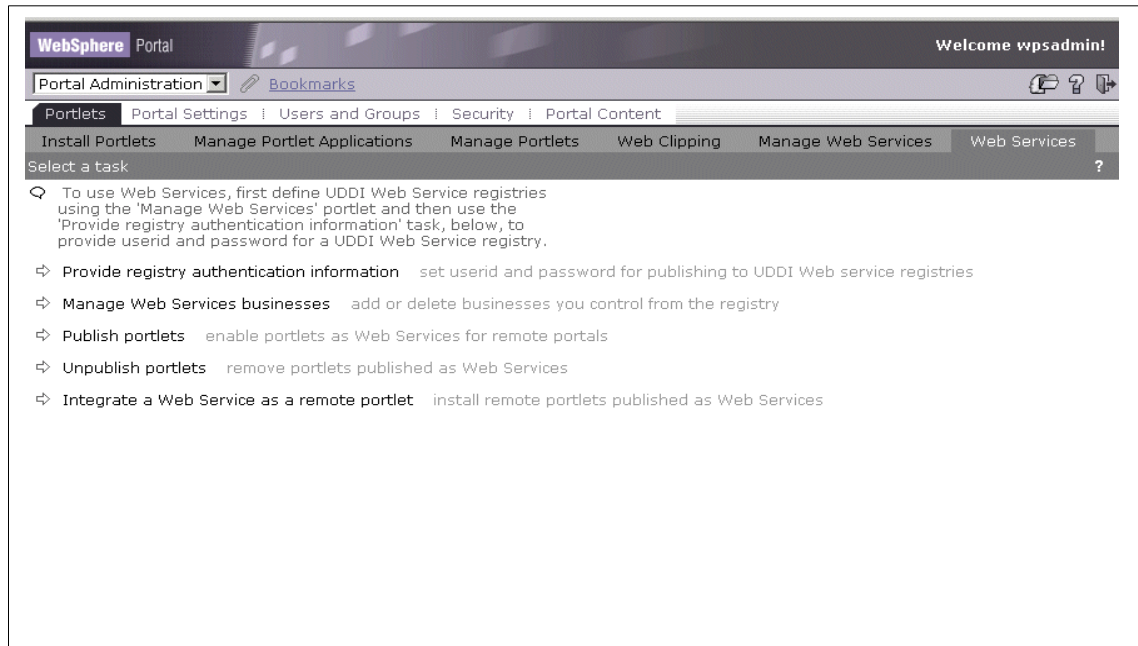 WebSphere Portal Welcome wpsadmin!
Portal Administration Bookmarks ?
Portlets Portal Settings Users and Groups Security Portal Content
Install Portlets Manage Portlet Applications Manage Portlets Web Clipping Manage Web Services Web Services
Select a task ?
To use Web Services, first define UDDI Web Service registries
using the 'Manage Web Services' portlet and then use the
'Provide registry authentication information' task, below, to
provide userid and password for a UDDI Web Service registry.
Provide registry authentication information set userid and password for publishing to UDDI Web service registries
Manage Web Services businesses add or delete businesses you control from the registry
Publish portlets enable portlets as Web Services for remote portals
Unpublish portlets remove portlets published as Web Services
Integrate a Web Service as a remote portlet install remote portlets published as Web Services